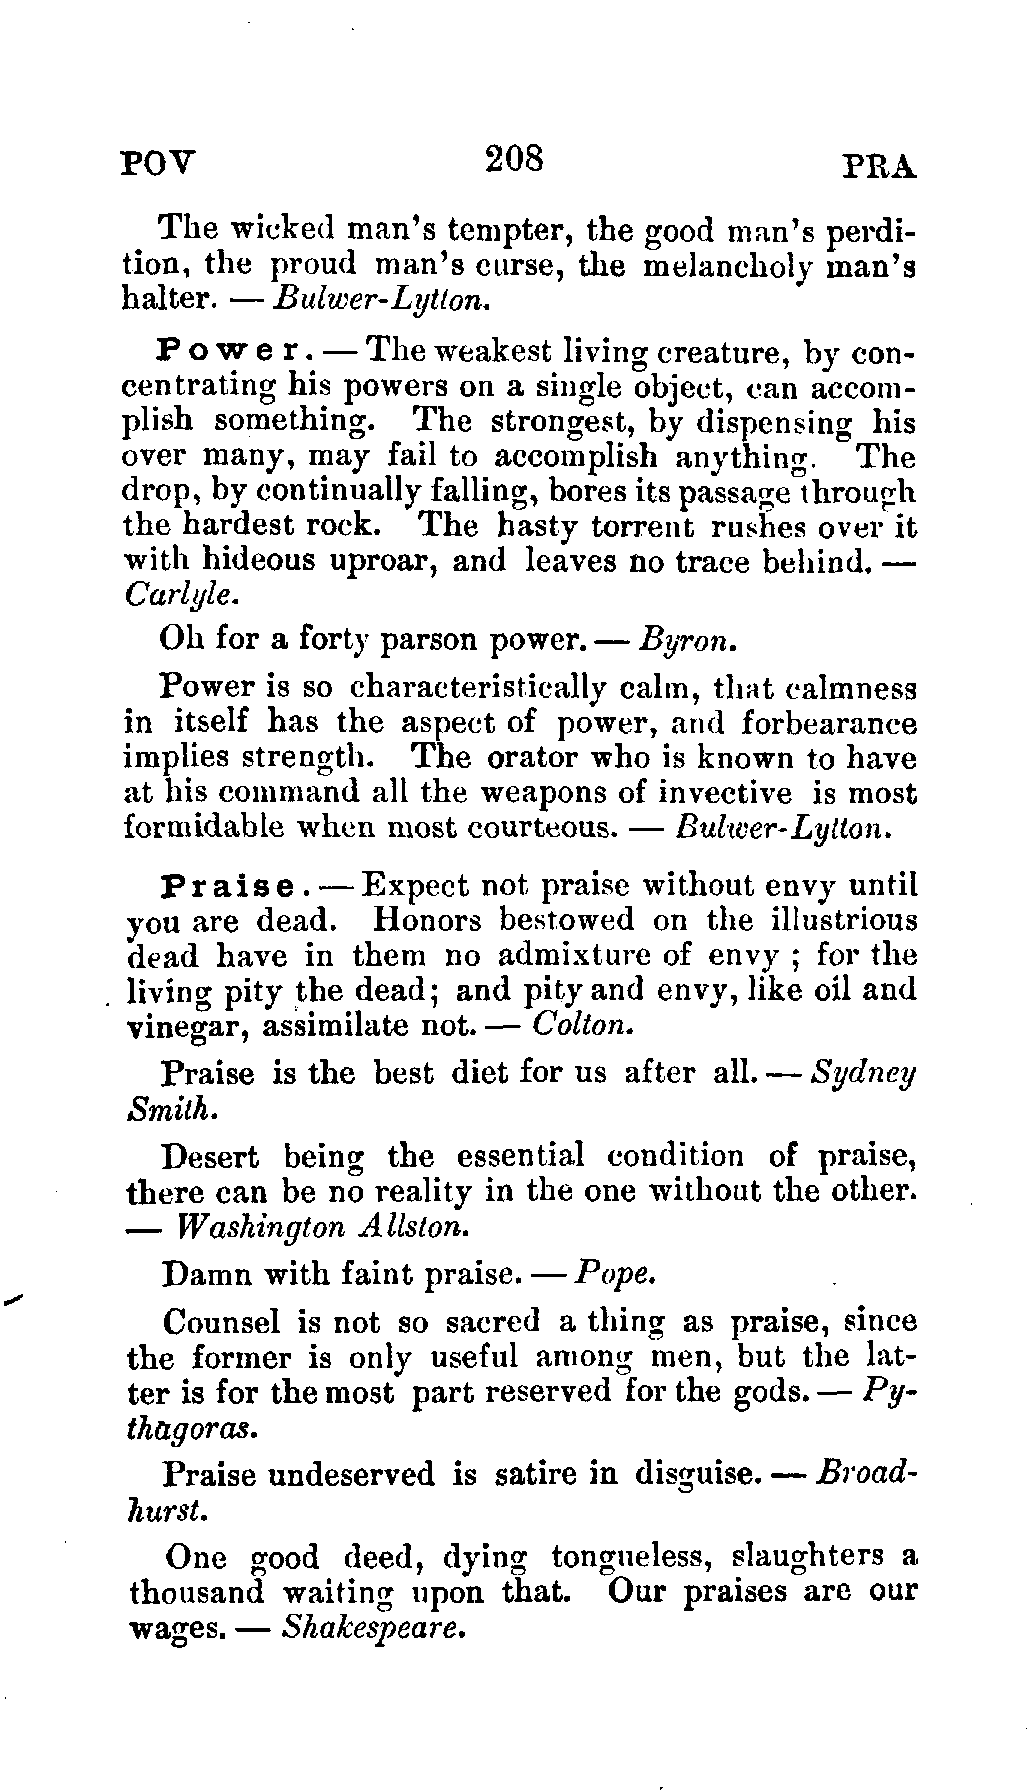 POV 208 PRA
The wicked man's tempter, the good man's perdi-
tion, the proud man's curse, the melancholy man's
halter. — Bulwer-Lytton.
Power. — The weakest living creature, by con-
centrating his powers on a single object, can accom-
plish something. The strongest, by dispensing his
over many, may fail to accomplish anything. The
drop, by continually falling, bores its passage through
the hardest rock. The hasty torrent rushes over it
with hideous uproar, and leaves no trace behind. —
Carlyle.
Oh for a forty parson power. — Byron.
Power is so characteristically calm, that calmness
in itself has the aspect of power, and forbearance
implies strength. The orator who is known to have
at his command all the weapons of invective is most
formidable when most courteous. — Bulwer-Lytton.
Praise. — Expect not praise without envy until
you are dead. Honors bestowed on the illustrious
dead have in them no admixture of envy ; for the
living pity the dead; and pity and envy, like oil and
vinegar, assimilate not. — Colton.
Praise is the best diet for us after all. — Sydney
Smith.
Desert being the essential condition of praise,
there can be no reality in the one without the other.
— Washington Allston.
Damn with faint praise. — Pope.
Counsel is not so sacred a thing as praise, since
the former is only useful among men, but the lat-
ter is for the most part reserved for the gods. — Py-
thagoras.
Praise undeserved is satire in disguise. — Broad-
hurst.
One good deed, dying tongueless, slaughters a
thousand waiting upon that. Our praises are our
wages. — Shakespeare.